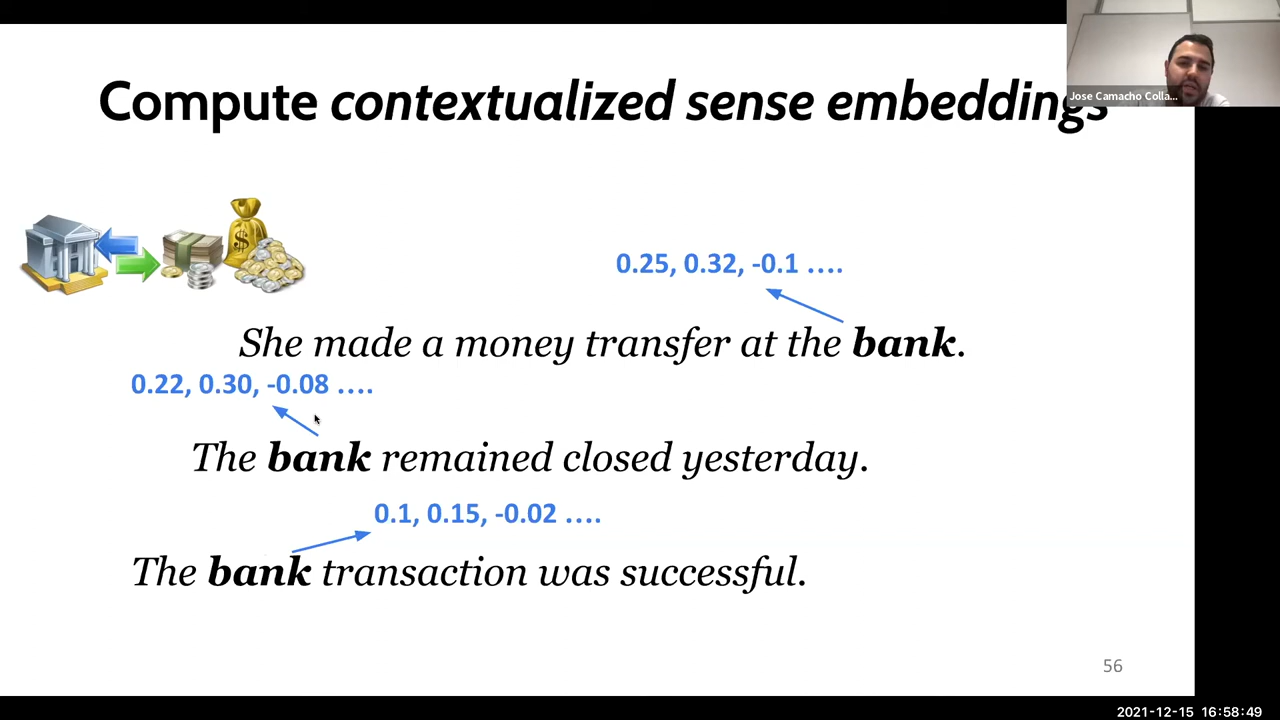 Compute contextualized sense embeddings
Jose Camacho Colla...
0.25, 0.32, -0.1 ....
She made a money transfer at the bank.
0.22, 0.30, -0.08 ....
The bank remained closed yesterday.
0.1, 0.15, -0.02 ....
The bank transaction was successful.
56
2021-12-15 16:58:49